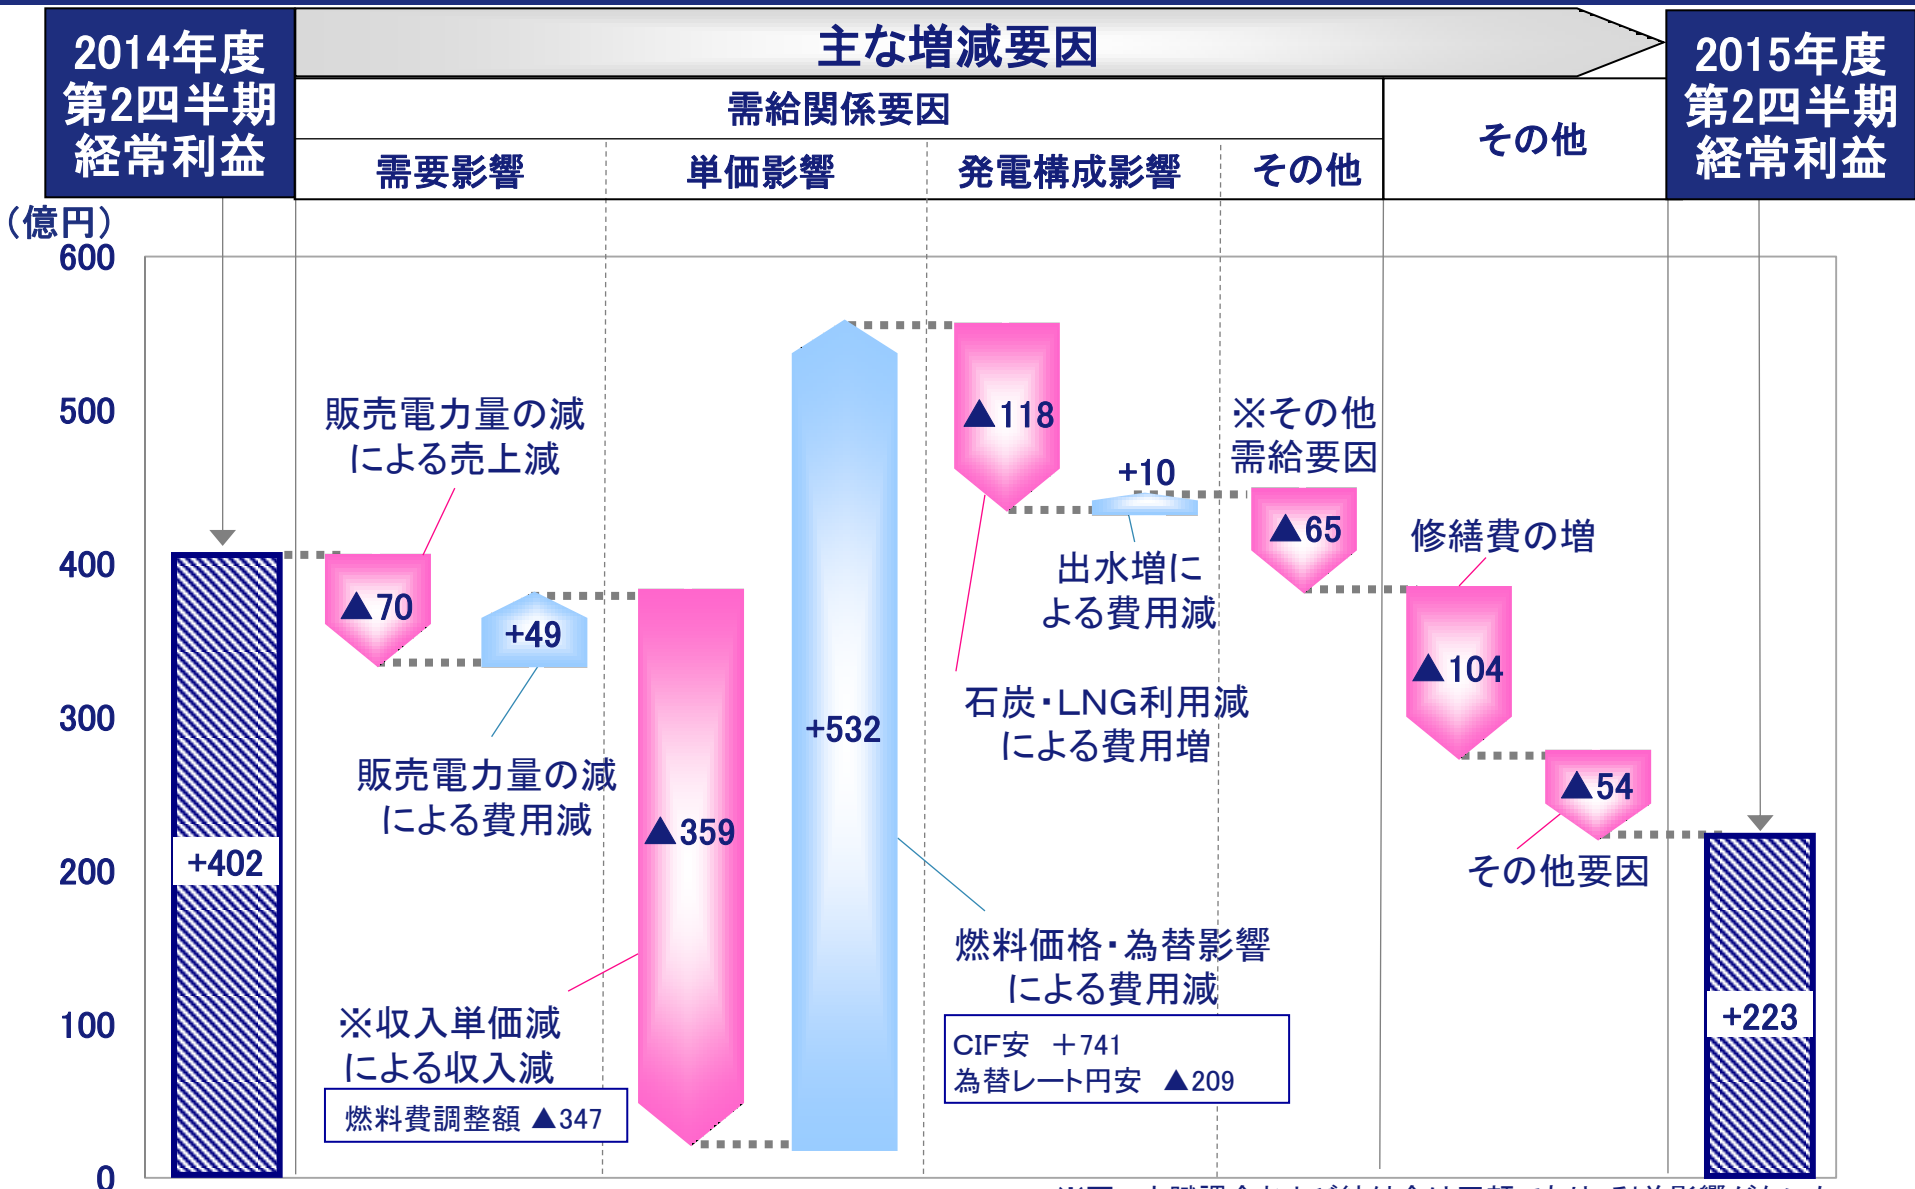 2014年度
第2四半期
経常利益
主な増減要因
2015年度
第2四半期
経常利益
需給関係要因
その他
需要影響
単価影響
発電構成影響
その他
（億円）
600
500
400
300
200
100
0
+402
販売電力量の減
による売上減
▲70
+49
販売電力量の減
による費用減
▲359
※収入単価減
による収入減
燃料費調整額 ▲347
+532
燃料価格・為替影響
による費用減
CIF安 ＋741
為替レート円安 ▲209
▲118
石炭・LNG利用減
による費用増
+10
出水増に
よる費用減
※その他
需給要因
▲65
修繕費の増
▲104
▲54
その他要因
+223